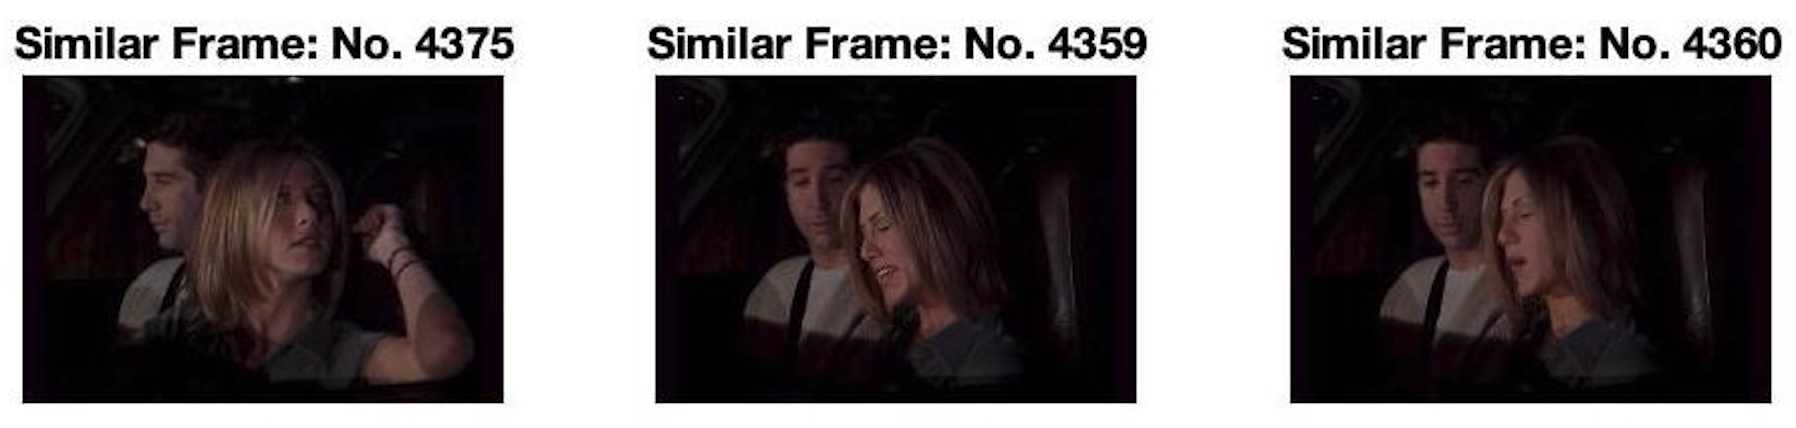 Similar Frame: No. 4375
Similar Frame: No. 4359
Similar Frame: No. 4360